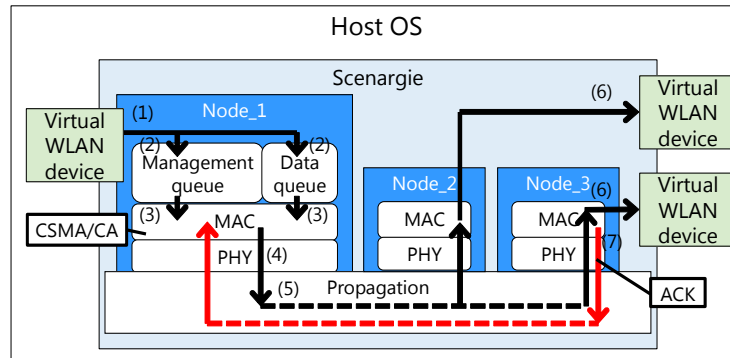 Host OS
Scenargie
Virtual
WLAN
device
(1)
Node_1
(2)
(2)
Management
queue
Data
queue
(3)
(3)
CSMA/CA
MAC
PHY
(4)
(5)
Propagation
Node_2
MAC
PHY
Node_3
MAC
PHY
(6)
(6)
(7)
Virtual
WLAN
device
Virtual
WLAN
device
ACK